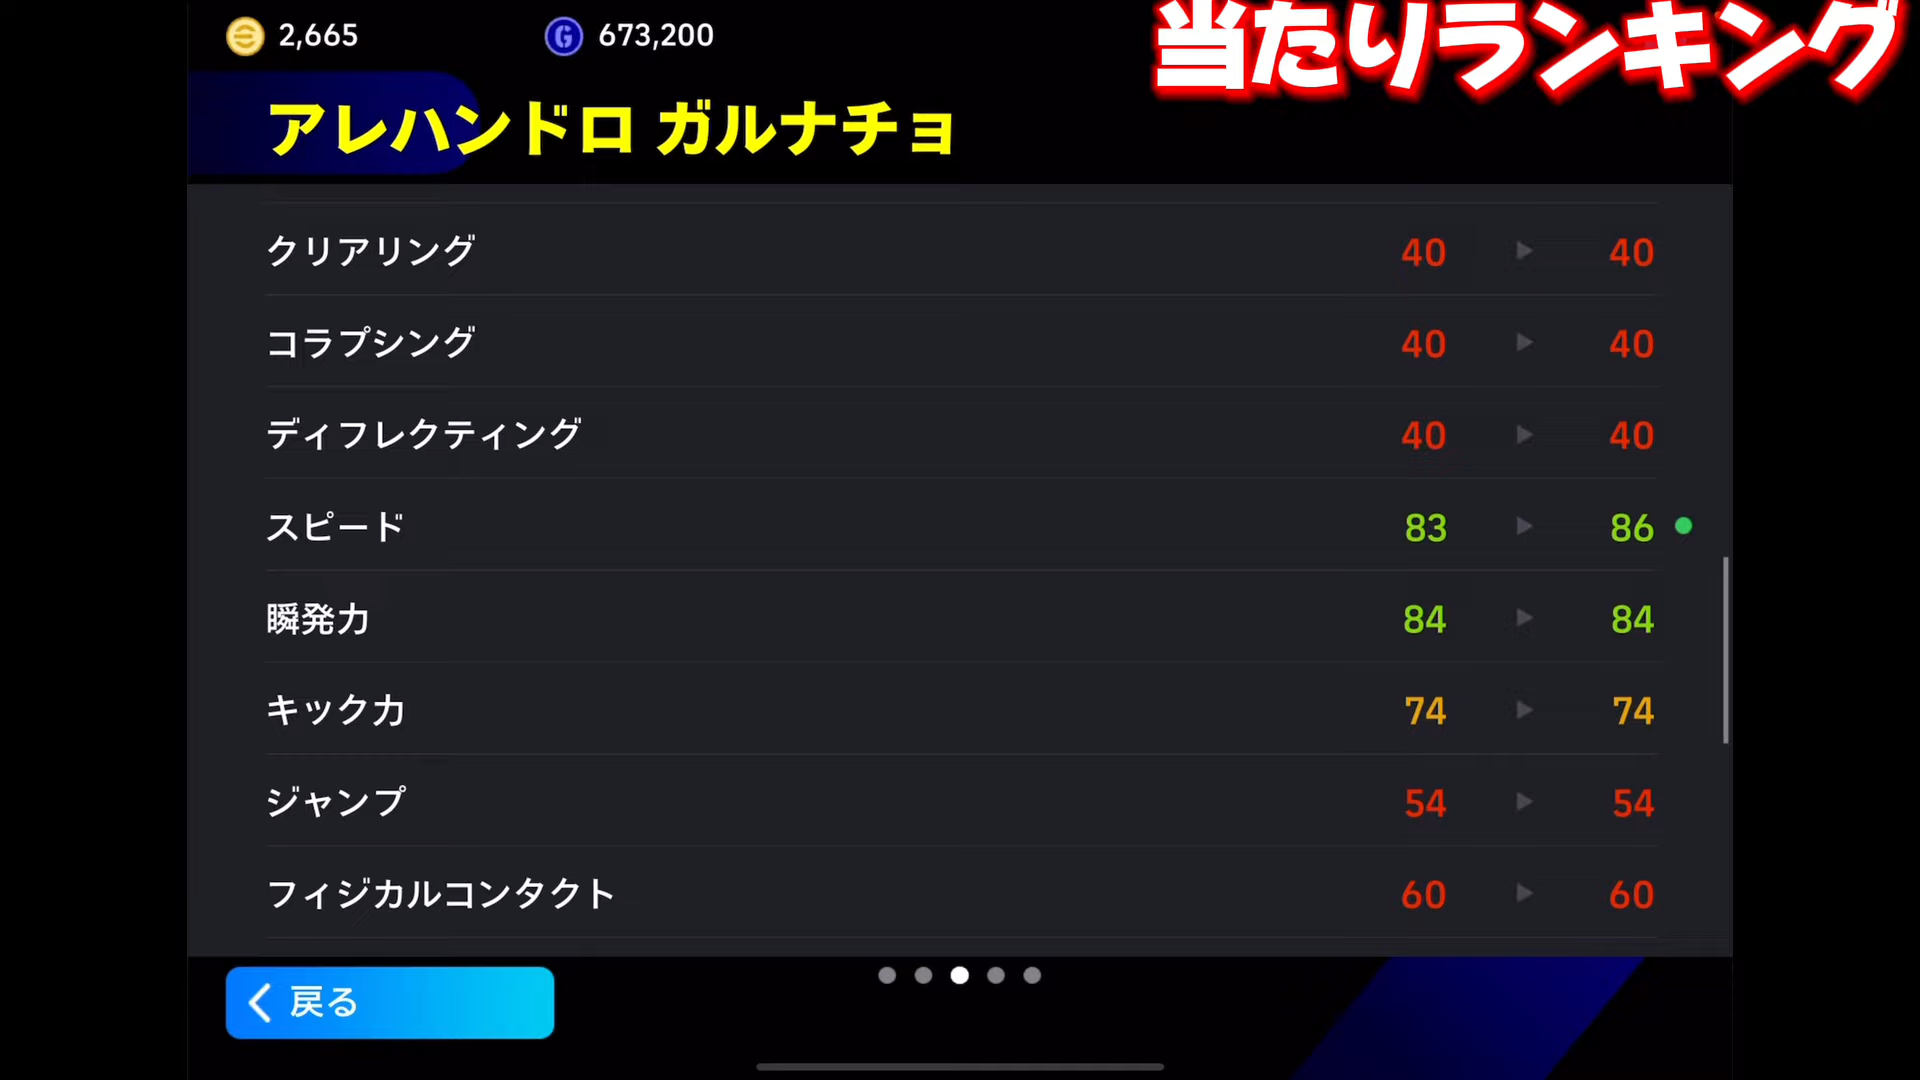 2,665 673,200
当たりランキング
アレハンドロ ガルナチョ
クリアリング 40 ▶ 40
コラプシング 40 ▶ 40
ディフレクティング 40 ▶ 40
スピード 83 ▶ 86
瞬発力 84 ▶ 84
キック力 74 ▶ 74
ジャンプ 54 ▶ 54
フィジカルコンタクト 60 ▶ 60
戻る